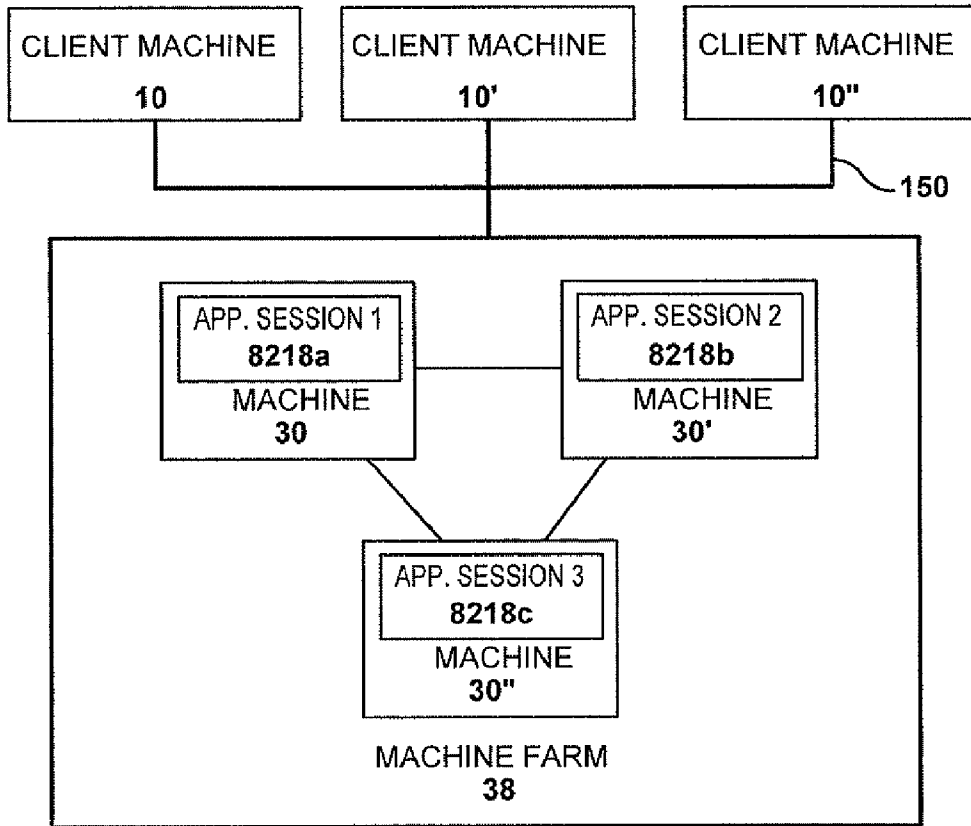 CLIENT MACHINE
10
CLIENT MACHINE
10'
CLIENT MACHINE
10"
150
APP. SESSION 1
8218a
MACHINE
30
APP. SESSION 2
8218b
MACHINE
30'
APP. SESSION 3
8218c
MACHINE
30"
MACHINE FARM
38